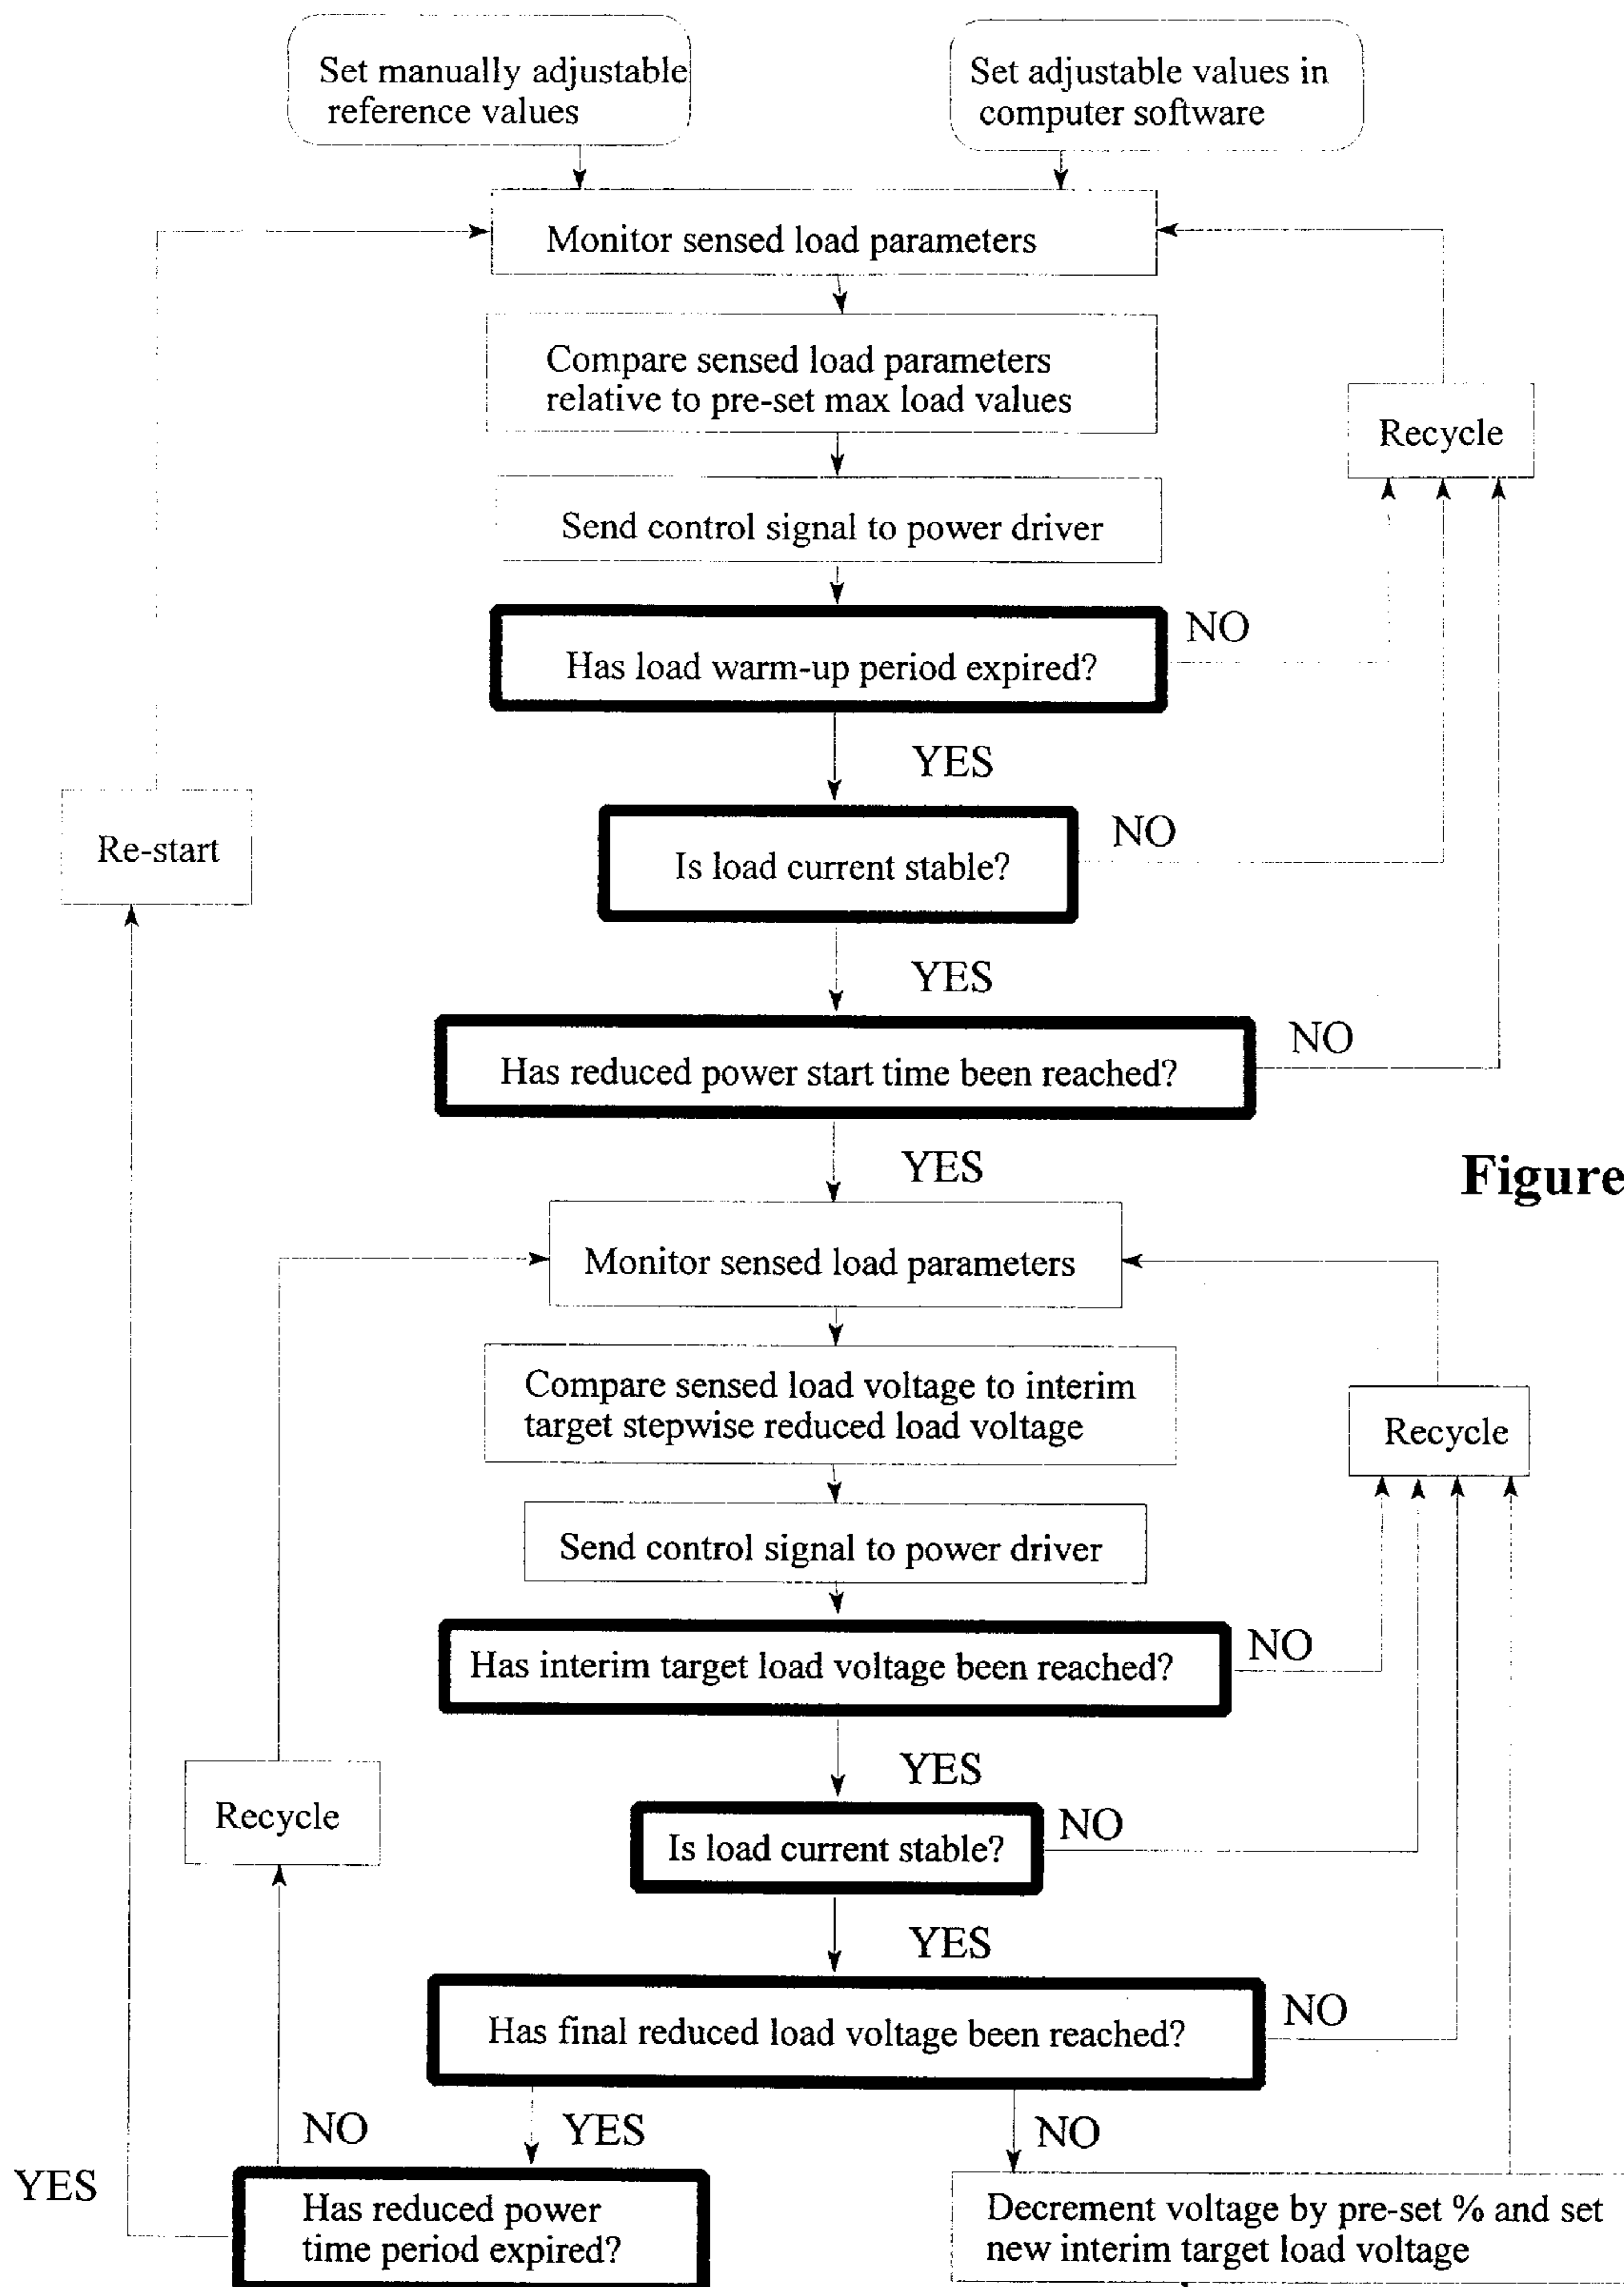 Set manually adjustable
reference values
Set adjustable values in
computer software
Monitor sensed load parameters
Compare sensed load parameters
relative to pre-set max load values
Recycle
Send control signal to power driver
NO
Has load warm-up period expired?
YES
NO
Re-start
Is load current stable?
YES
NO
Has reduced power start time been reached?
YES
Figure
Monitor sensed load parameters
Compare sensed load voltage to interim
target stepwise reduced load voltage
Recycle
Send control signal to power driver
NO
Has interim target load voltage been reached?
YES
Recycle
NO
Is load current stable?
YES
NO
Has final reduced load voltage been reached?
NO
YES
NO
YES
Has reduced power
time period expired?
Decrement voltage by pre-set % and set
new interim target load voltage